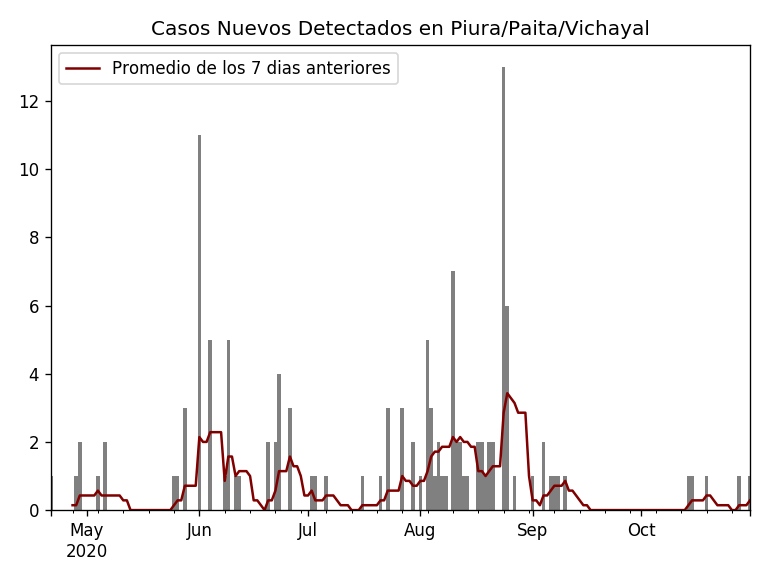 Casos Nuevos Detectados en Piura/Paita/Vichayal
Promedio de los 7 dias anteriores
12
10
8
6
4
2
0
May Jun Jul Aug Sep Oct
2020